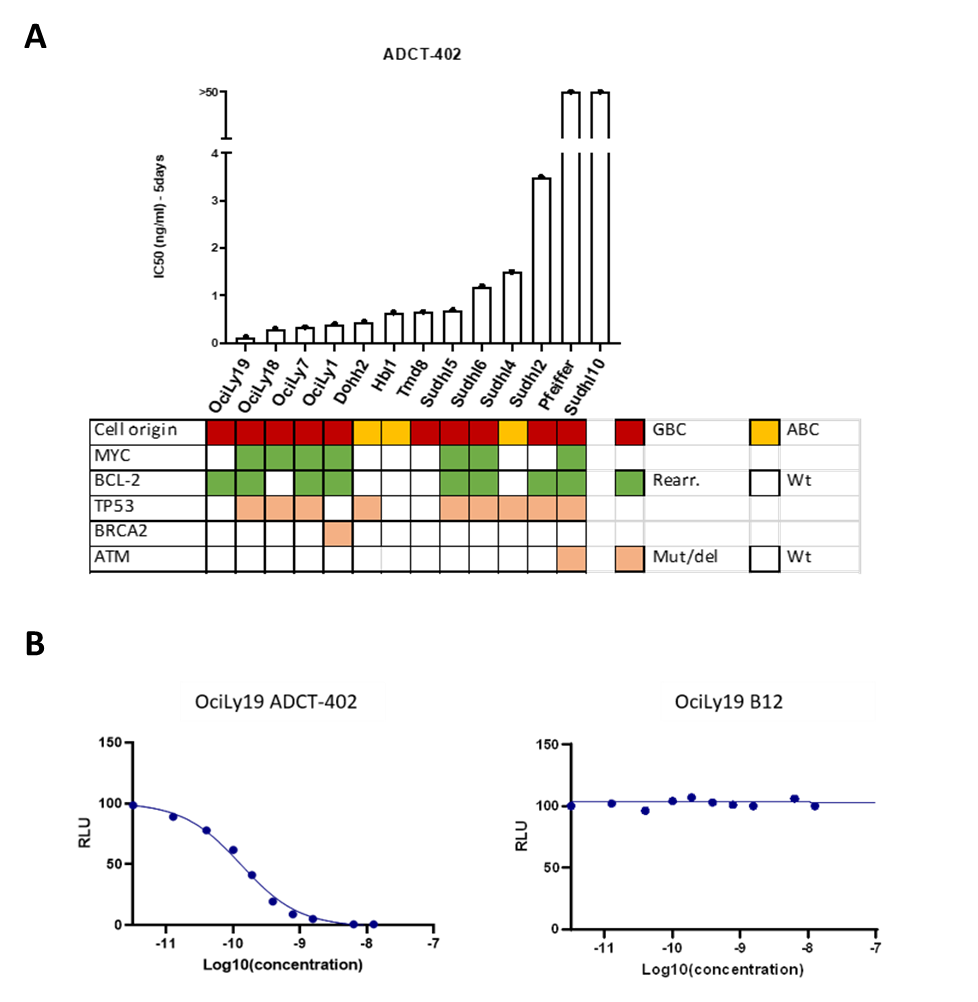 A
ADCT-402
IC50 (ng/ml) - 5days
>50
4
3
2
1
0
OciLy19
OciLy18
OciLy7
OciLy1
Dohh2
Hbl1
Tmd8
Sudhl5
Sudhl6
Sudhl4
Sudhl2
Pfeiffer
Sudhl10
Cell origin GBC ABC
MYC
BCL-2 Rearr. Wt
TP53
BRCA2
ATM Mut/del Wt
B
OciLy19 ADCT-402
RLU
150
100
50
0
-11 -10 -9 -8 -7
Log10(concentration)
OciLy19 B12
RLU
150
100
50
0
-11 -10 -9 -8 -7
Log10(concentration)